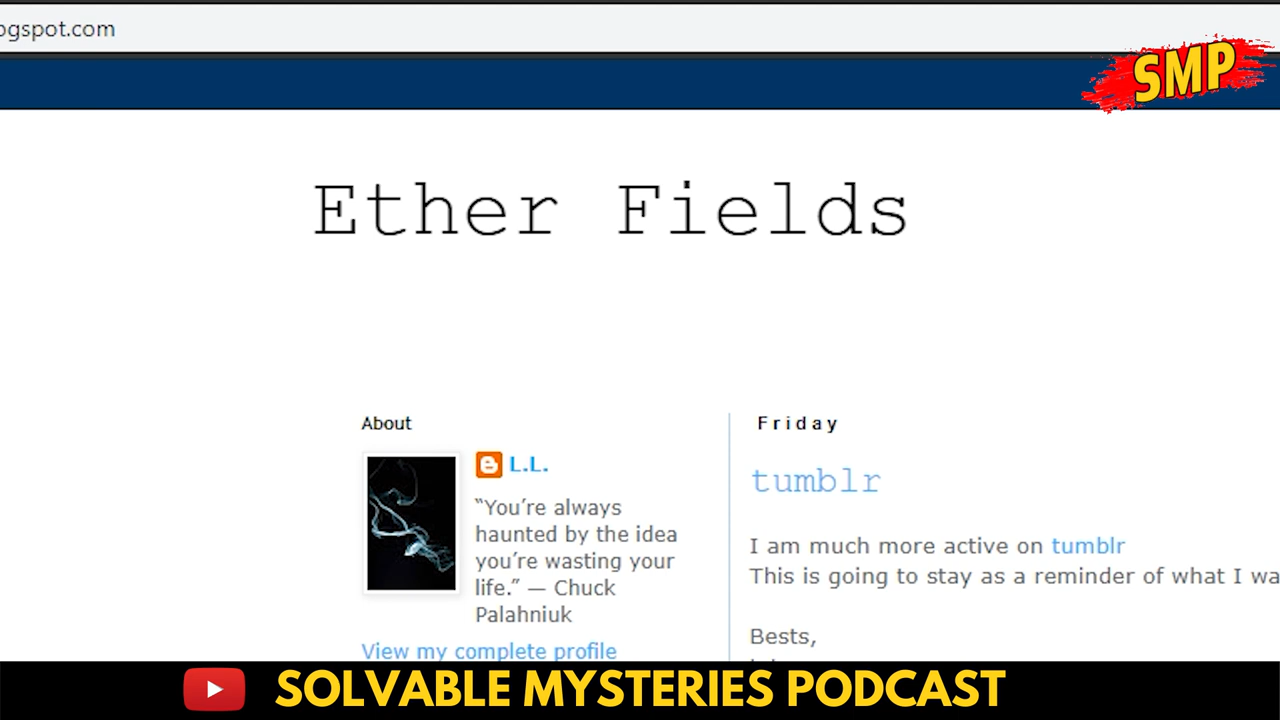 ogspot.com
SMP
Ether Fields
About
L.L.
“You’re always
haunted by the idea
you’re wasting your
life.” — Chuck
Palahniuk
View my complete profile
Friday
tumblr
I am much more active on tumblr
This is going to stay as a reminder of what I wa
Bests,
SOLVABLE MYSTERIES PODCAST